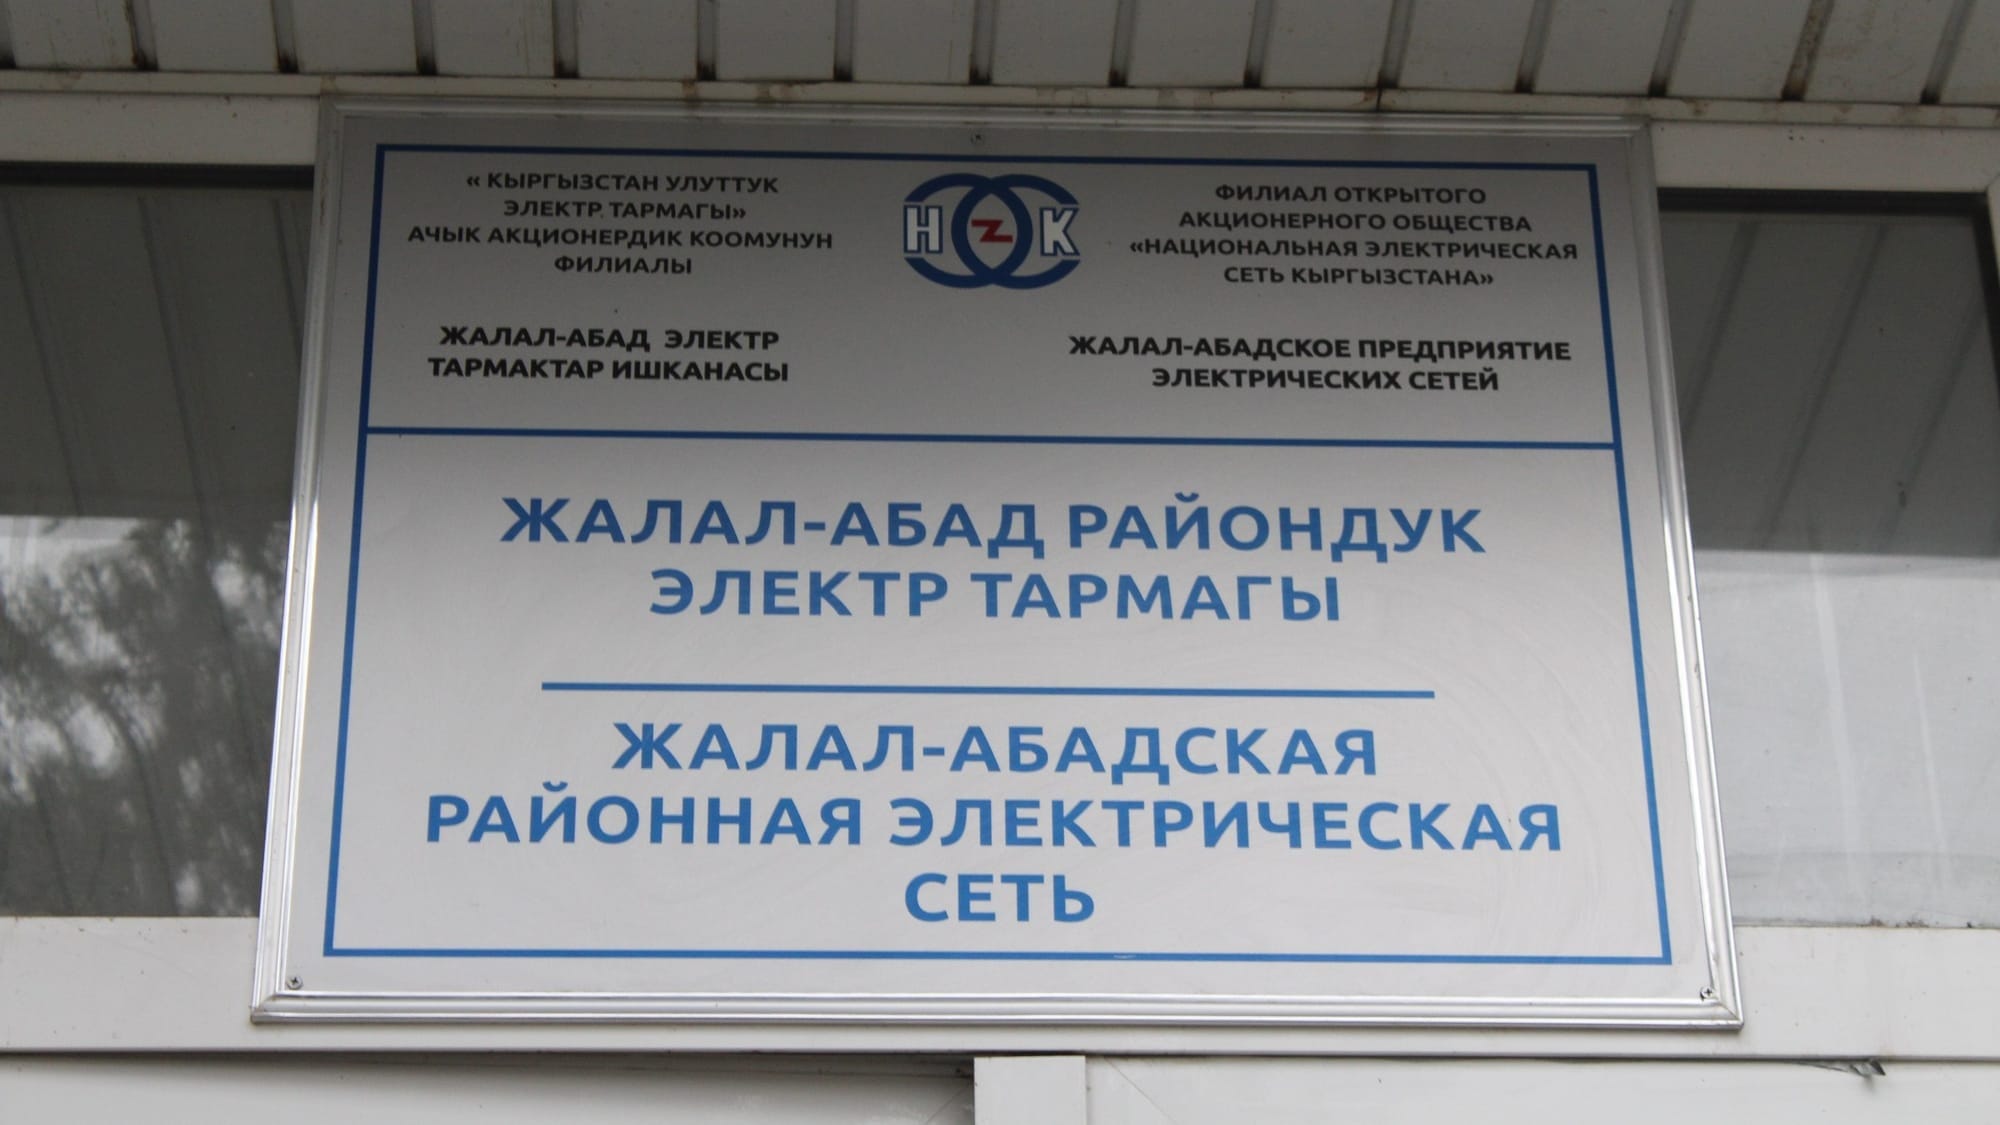 « КЫРГЫЗСТАН УЛУТТУК
ЭЛЕКТР ТАРМАГЫ»
АЧЫК АКЦИОНЕРДИК КООМУНУН
ФИЛИАЛЫ
ЖАЛАЛ-АБАД ЭЛЕКТР
ТАРМАКТАР ИШКАНАСЫ
Н К
ФИЛИАЛ ОТКРЫТОГО
АКЦИОНЕРНОГО ОБЩЕСТВА
«НАЦИОНАЛЬНАЯ ЭЛЕКТРИЧЕСКАЯ
СЕТЬ КЫРГЫЗСТАНА»
ЖАЛАЛ-АБАДСКОЕ ПРЕДПРИЯТИЕ
ЭЛЕКТРИЧЕСКИХ СЕТЕЙ
ЖАЛАЛ-АБАД РАЙОНДУК
ЭЛЕКТР ТАРМАГЫ
ЖАЛАЛ-АБАДСКАЯ
РАЙОННАЯ ЭЛЕКТРИЧЕСКАЯ
СЕТЬ